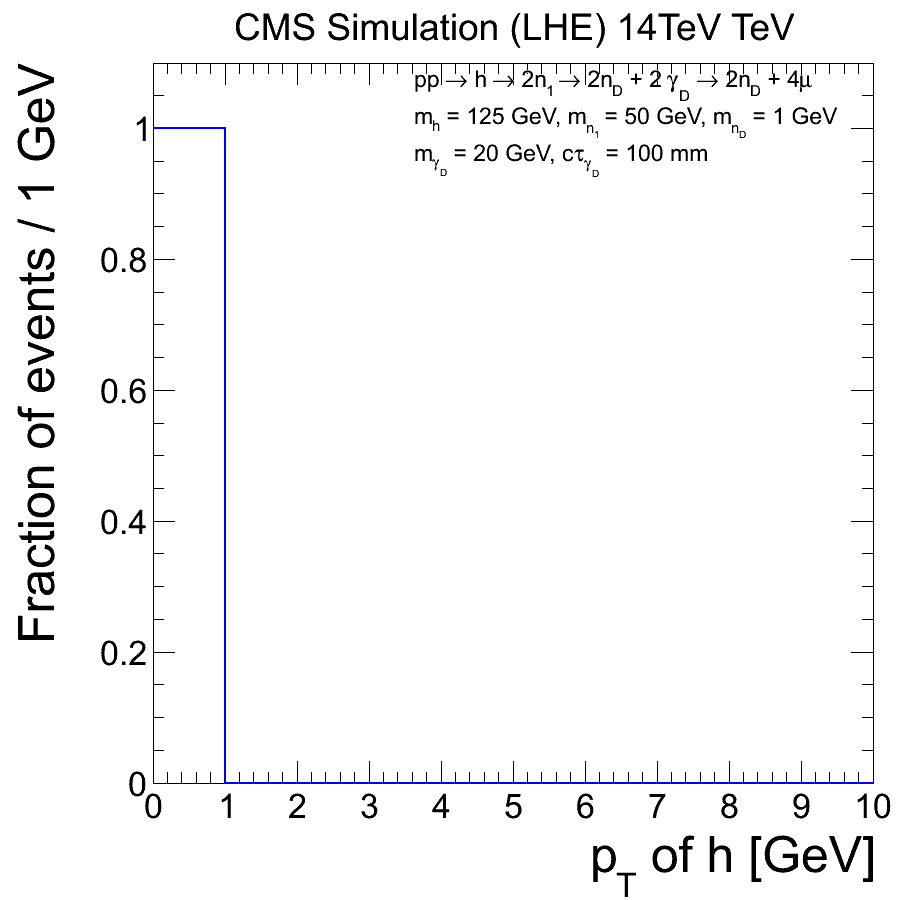 CMS Simulation (LHE) 14TeV TeV
pp → h → 2n₁ → 2n_D + 2 γ_D → 2n_D + 4μ
m_h = 125 GeV, m_n₁ = 50 GeV, m_n_D = 1 GeV
m_γ_D = 20 GeV, cτ_γ_D = 100 mm
Fraction of events / 1 GeV
1
0.8
0.6
0.4
0.2
0
0 1 2 3 4 5 6 7 8 9 10
p_T of h [GeV]